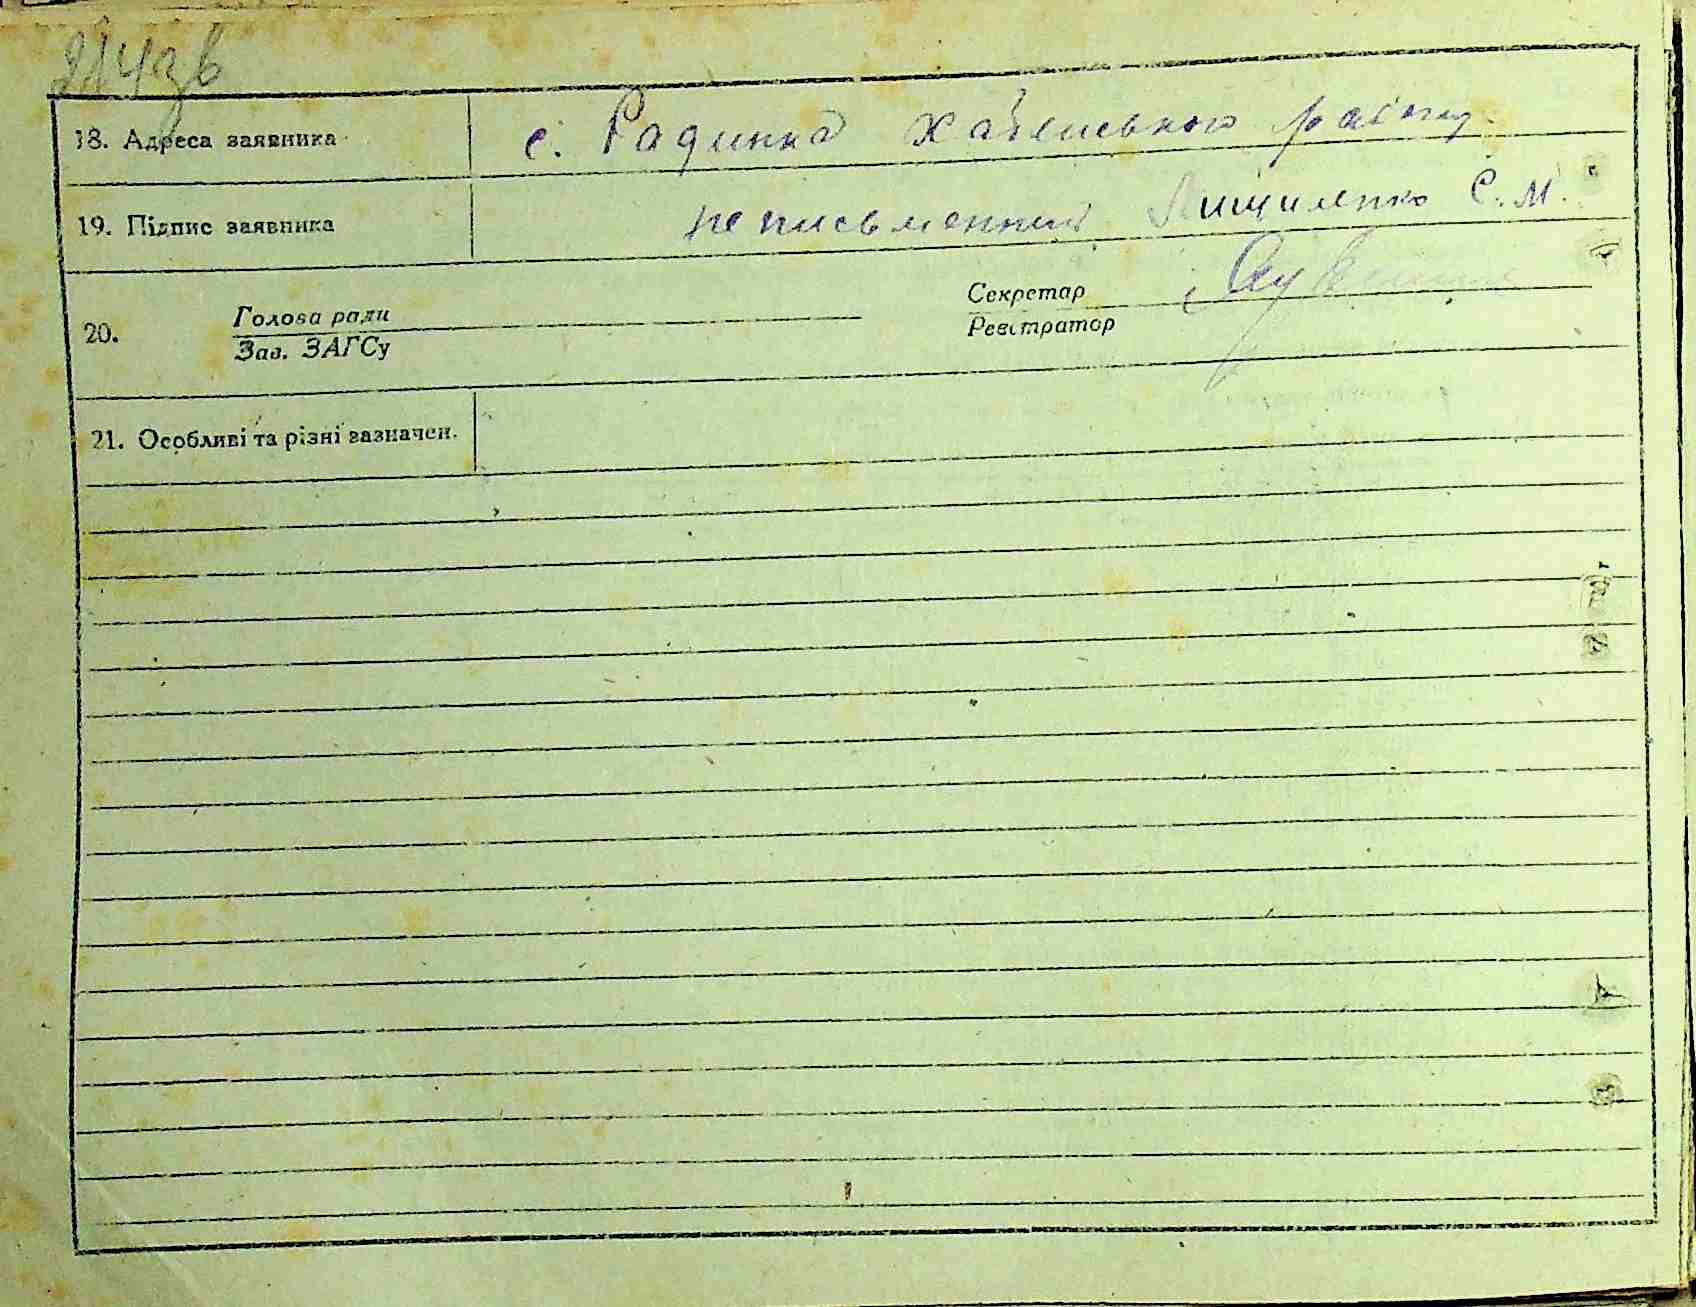 214зв
18. Адреса заявника с. Радинка Хабенського району
19. Підпис заявника неписьменний Лищиленко Є. М.
20. Голова ради Секретар
Зав. ЗАГСу Реєстратор
21. Особливі та різні зазначен.